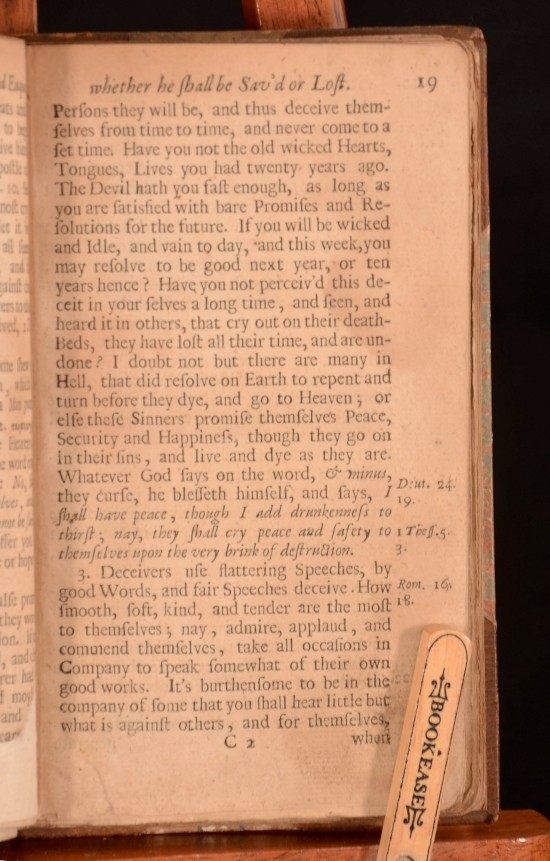 whether he ſhall be Sav'd or Loſt. 19
Perſons they will be, and thus deceive them-
ſelves from time to time, and never come to a
ſet time. Have you not the old wicked Hearts,
Tongues, Lives you had twenty years ago.
The Devil hath you faſt enough, as long as
you are ſatisfied with bare Promiſes and Re-
ſolutions for the future. If you will be wicked
and Idle, and vain to day, and this week, you
may reſolve to be good next year, or ten
years hence? Have you not perceiv'd this de-
ceit in your ſelves a long time, and ſeen, and
heard it in others, that cry out on their death-
Beds, they have loſt all their time, and are un-
done? I doubt not but there are many in
Hell, that did reſolve on Earth to repent and
turn before they dye, and go to Heaven; or
elſe theſe Sinners promiſe themſelves Peace,
Security and Happineſs, though they go on
in their ſins, and live and dye as they are.
Whatever God ſays on the word, & minus,
they curſe, he bleſſeth himſelf, and ſays, I
ſhall have peace, though I add drunkenneſs to
thirſt; nay, they ſhall cry peace and ſafety to
themſelves upon the very brink of deſtruction.
Deut. 24.
19.
1 Theſſ. 5.
3.
3. Deceivers uſe flattering Speeches, by
good Words, and fair Speeches deceive. How
ſmooth, ſoft, kind, and tender are the moſt
to themſelves; nay, admire, applaud, and
commend themſelves, take all occaſions in
Company to ſpeak ſomewhat of their own
good works. It's burthenſome to be in the
company of ſome that you ſhall hear little but
what is againſt others, and for themſelves,
Rom. 16.
18.
C 2 when
BOOKEASE